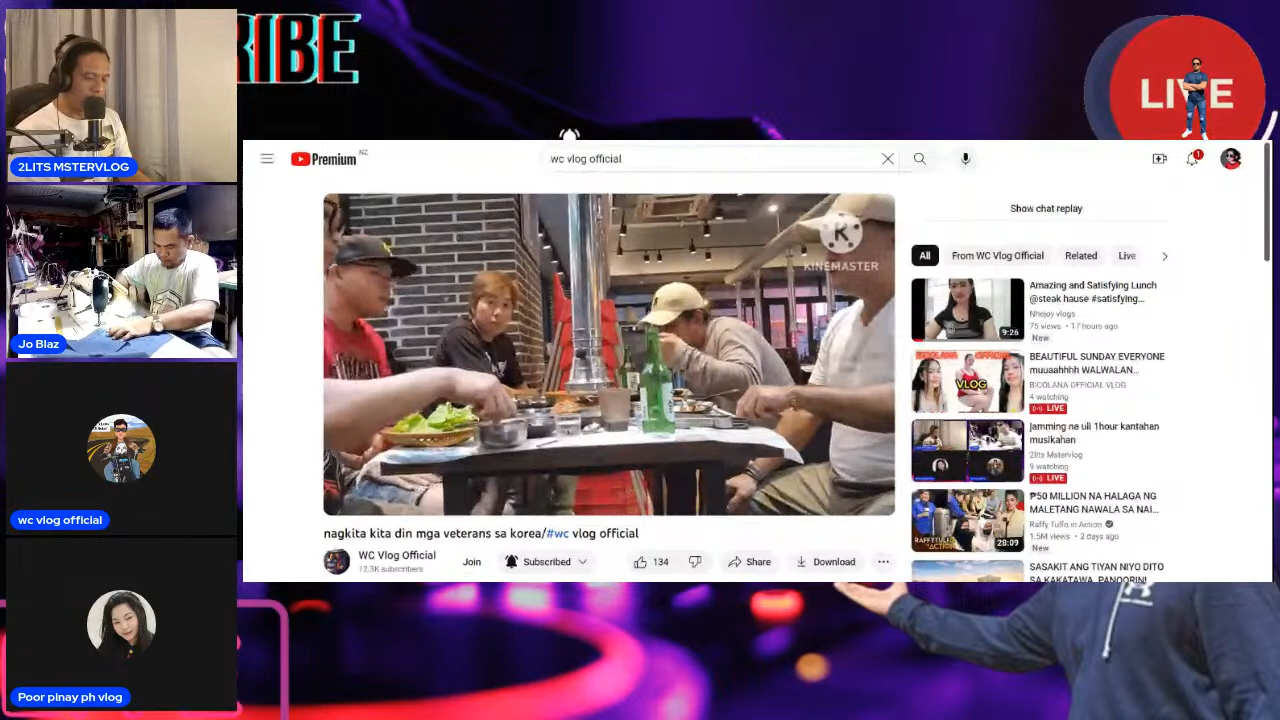 RIBE
LIVE
2LITS MSTERVLOG
Jo Blaz
wc vlog official
Poor pinay ph vlog
Premium NZ
wc vlog official
1
KINEMASTER
K
nagkita kita din mga veterans sa korea/#wc vlog official
WC Vlog Official
12.3K subscribers
Join
Subscribed
134
Share
Download
Show chat replay
All
From WC Vlog Official
Related
Live
Amazing and Satisfying Lunch
@steak hause #satisfying...
Nhejoy vlogs
75 views • 17 hours ago
New
9:26
BEAUTIFUL SUNDAY EVERYONE
muuaahhhh WALWALAN...
BICOLANA OFFICIAL VLOG
4 watching
LIVE
VLOG
Jamming na uli 1hour kantahan
musikahan
2lits Mstervlog
9 watching
LIVE
₱50 MILLION NA HALAGA NG
MALETANG NAWALA SA NAI...
Raffy Tulfo in Action
1.5M views • 2 days ago
New
28:09
SASAKIT ANG TIYAN NIYO DITO
SA KAKATAWA, PANOORIN!